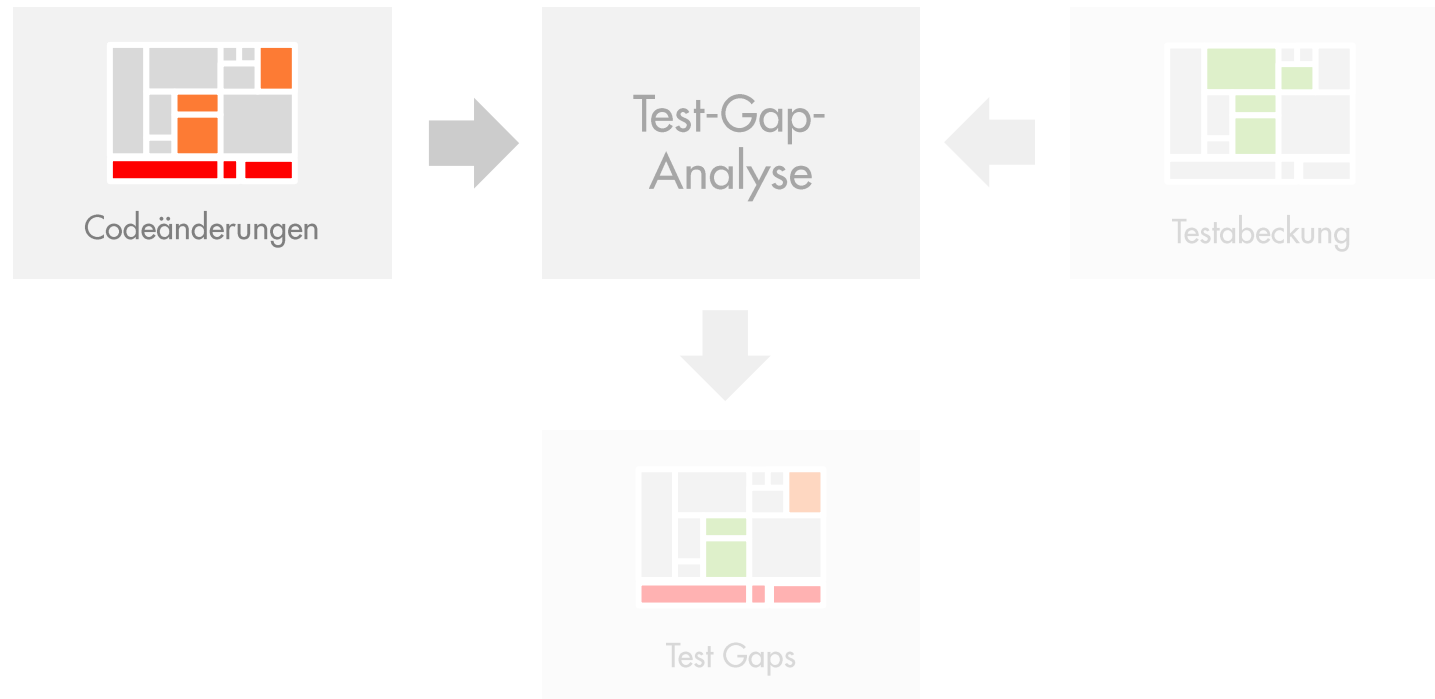 Codeänderungen
Test-Gap-
Analyse
Testabeckung
Test Gaps